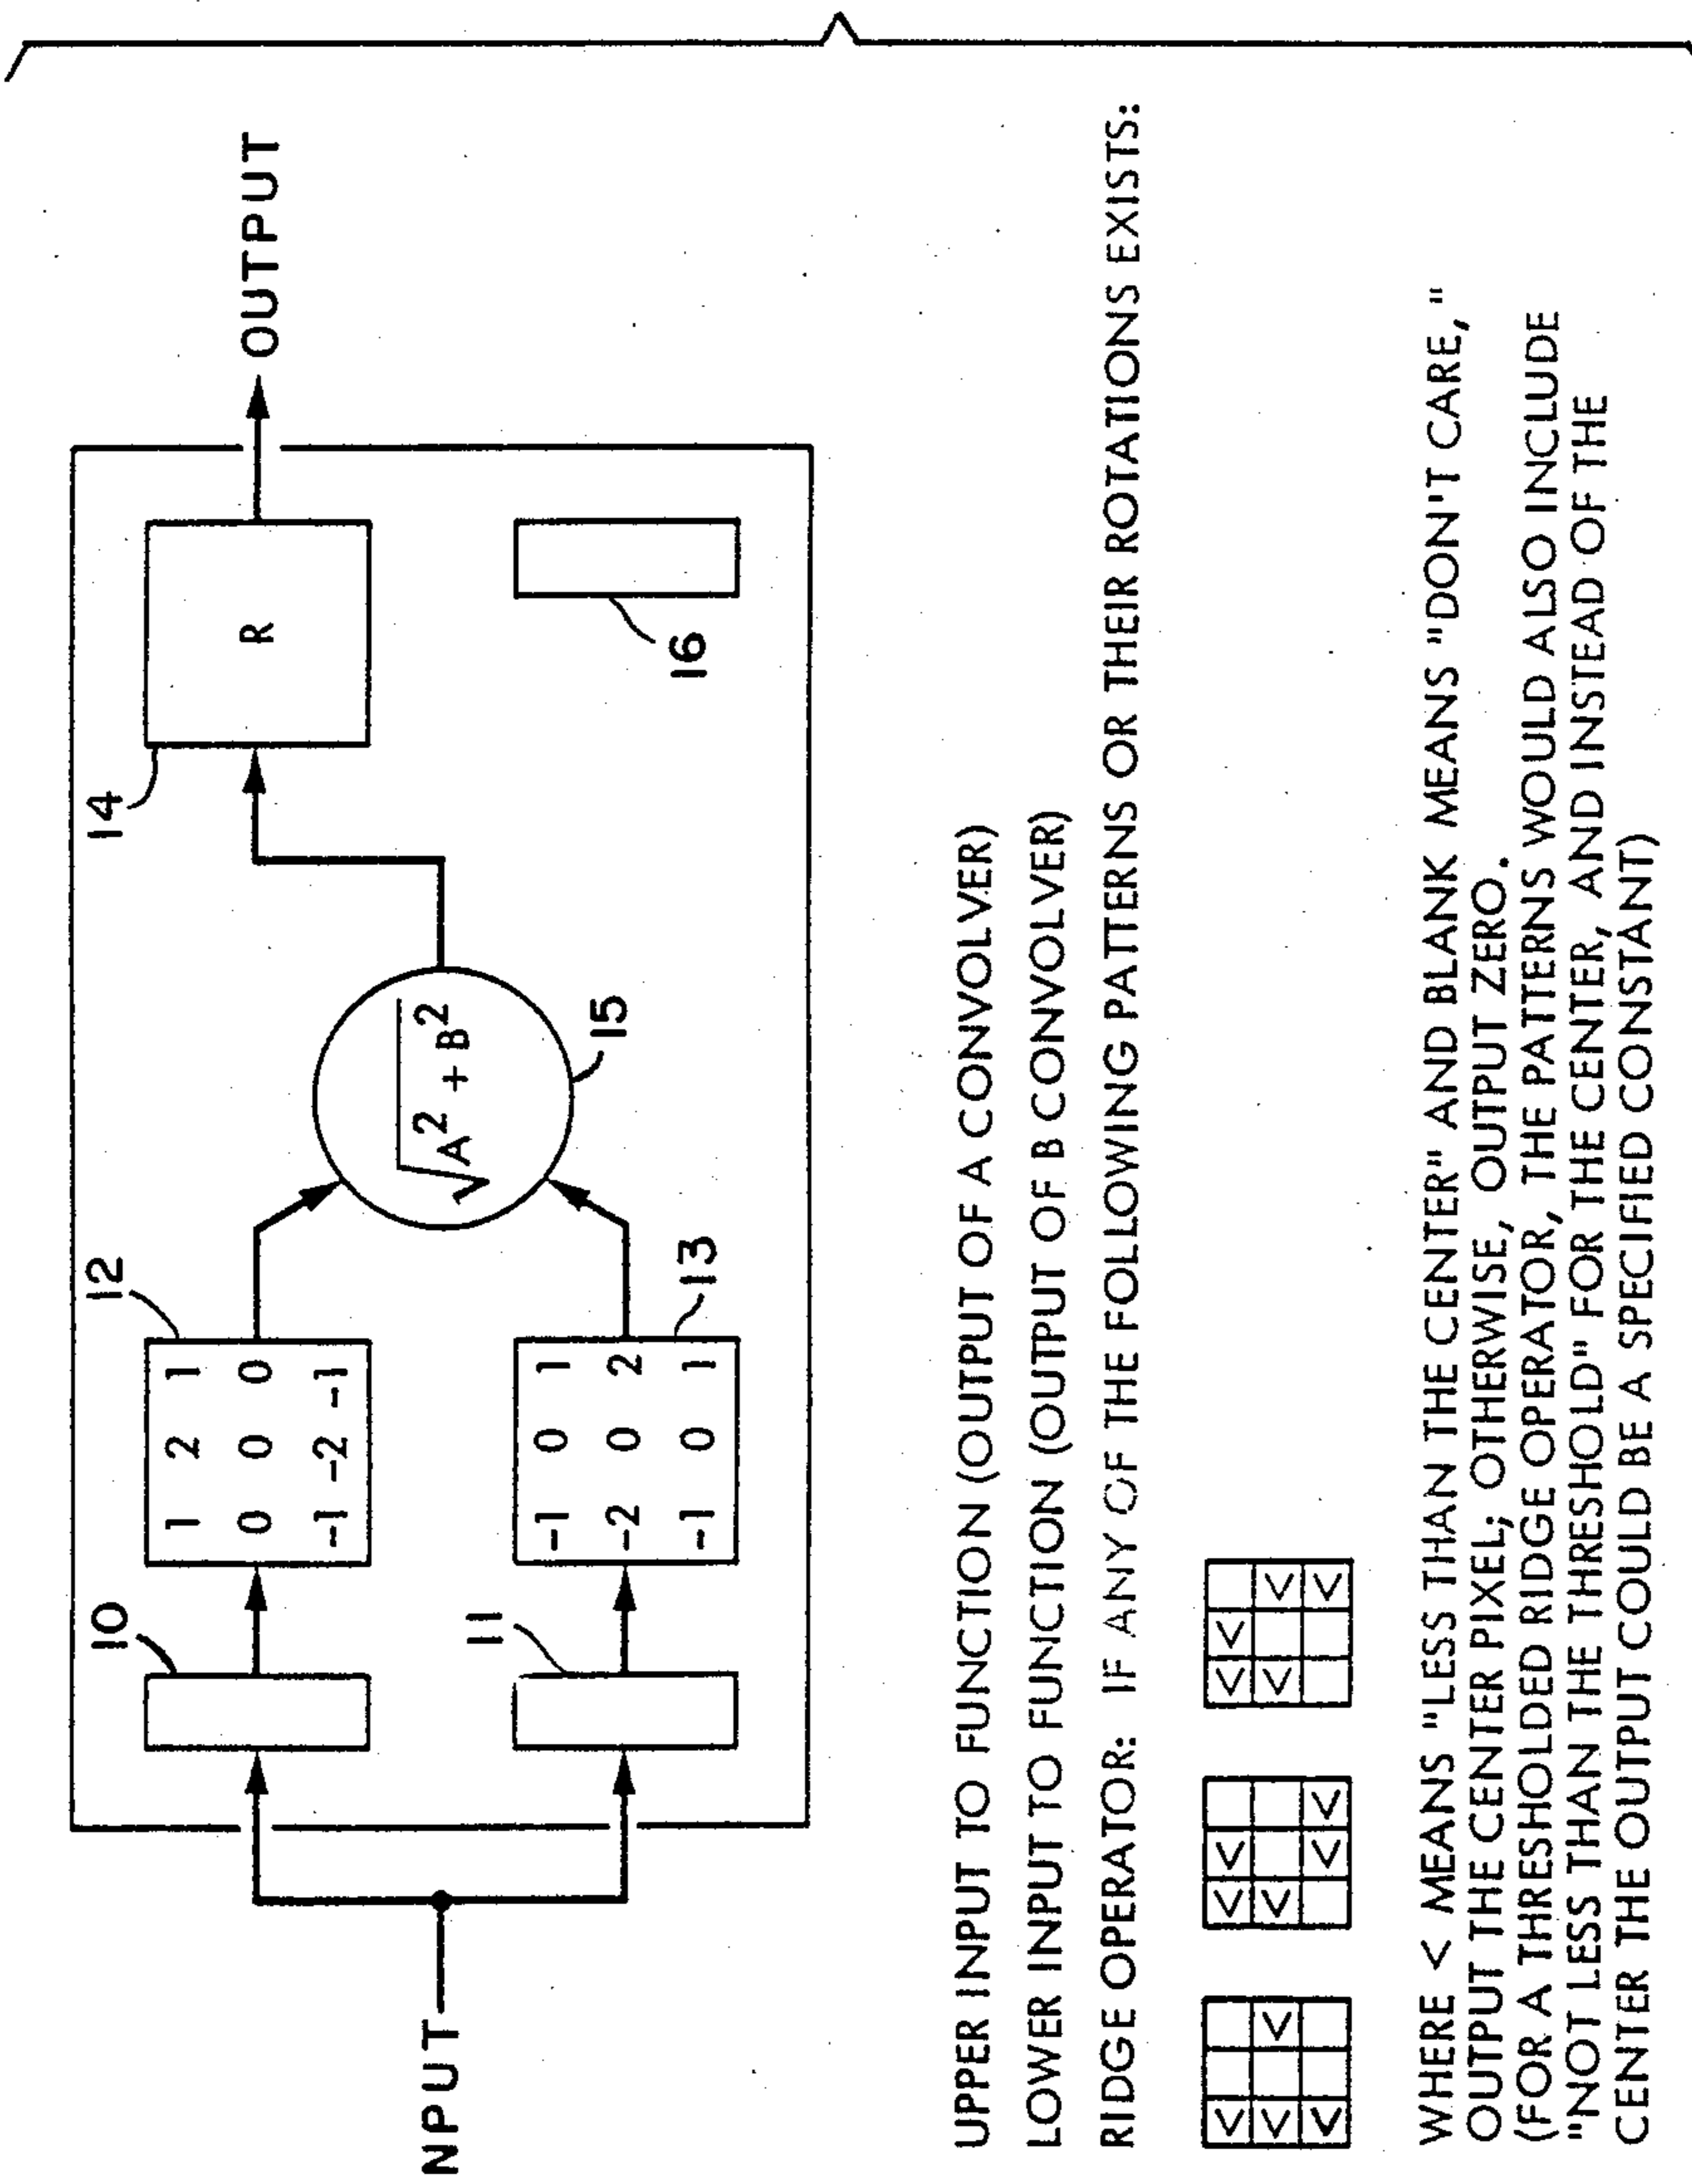 INPUT
10
11
12
1 2 1
0 0 0
-1 -2 -1
13
-1 0 1
-2 0 2
-1 0 1
√A² + B²
15
14
R
16
OUTPUT
UPPER INPUT TO FUNCTION (OUTPUT OF A CONVOLVER)
LOWER INPUT TO FUNCTION (OUTPUT OF B CONVOLVER)
RIDGE OPERATOR: IF ANY OF THE FOLLOWING PATTERNS OR THEIR ROTATIONS EXISTS:
< < < <
< < < <
< < < <
< < <
WHERE < MEANS "LESS THAN THE CENTER" AND BLANK MEANS "DON'T CARE,"
OUTPUT THE CENTER PIXEL; OTHERWISE, OUTPUT ZERO.
(FOR A THRESHOLDED RIDGE OPERATOR, THE PATTERNS WOULD ALSO INCLUDE
"NOT LESS THAN THE THRESHOLD" FOR THE CENTER, AND INSTEAD OF THE
CENTER THE OUTPUT COULD BE A SPECIFIED CONSTANT)